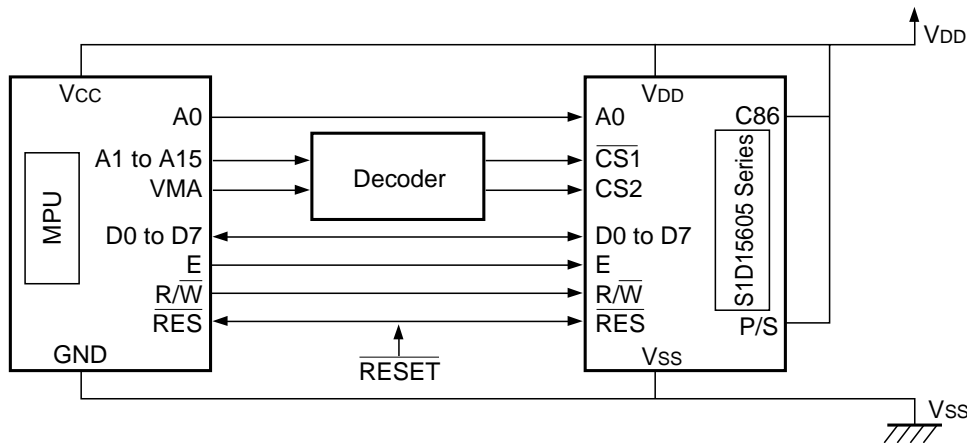 VDD
VCC
VDD
A0
A0
C86
A1 to A15
Decoder
CS1
VMA
CS2
MPU
S1D15605 Series
D0 to D7
D0 to D7
E
E
R/W
R/W
RES
RES
P/S
RESET
GND
VSS
VSS